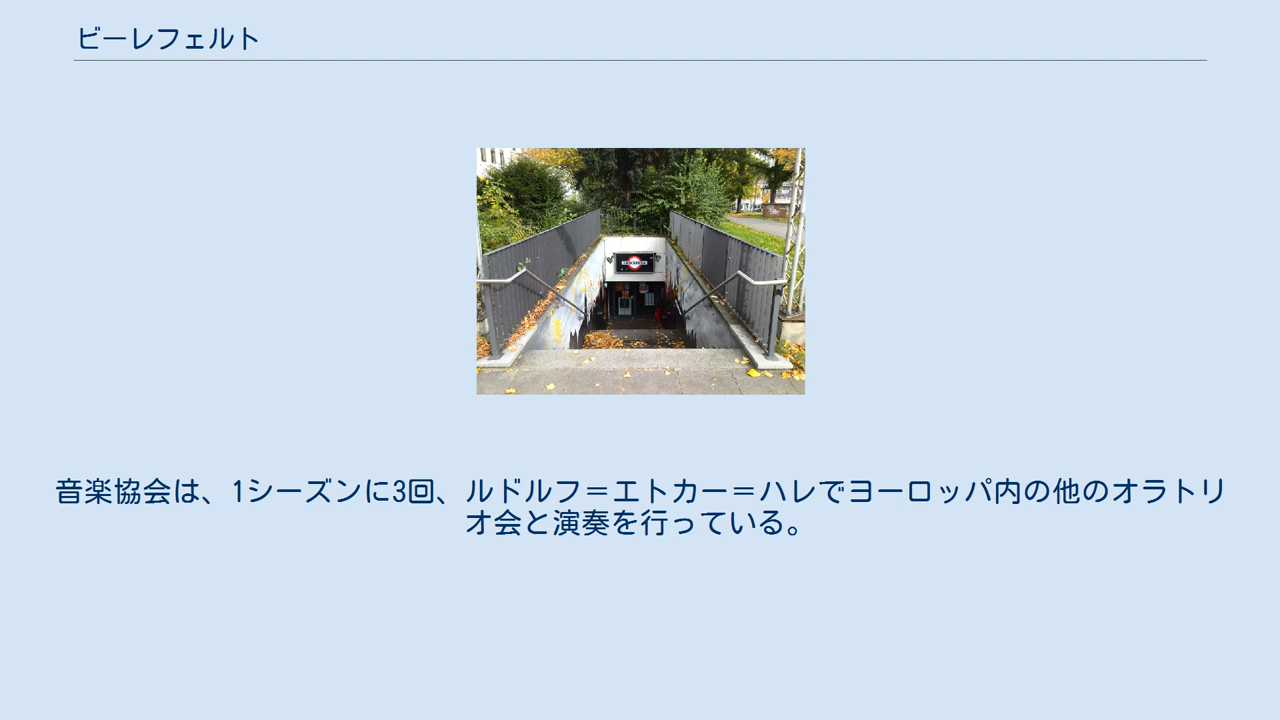 ビーレフェルト
音楽協会は、1シーズンに3回、ルドルフ＝エトカー＝ハレでヨーロッパ内の他のオラトリ
オ会と演奏を行っている。